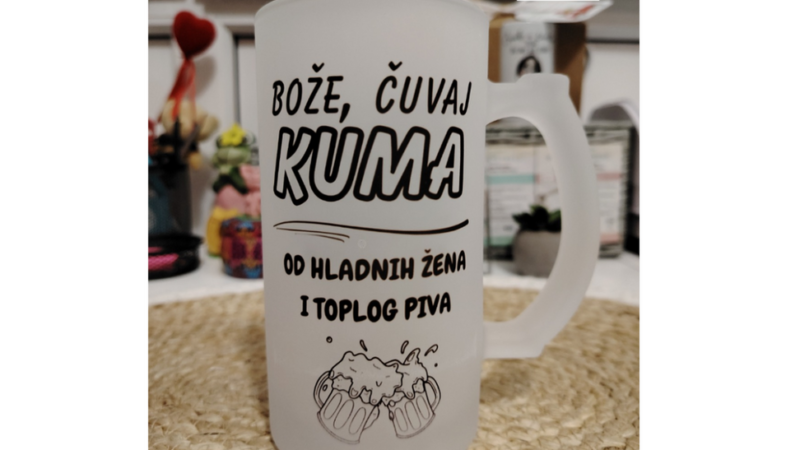 BOŽE, ČUVAJ
KUMA
OD HLADNIH ŽENA
I TOPLOG PIVA